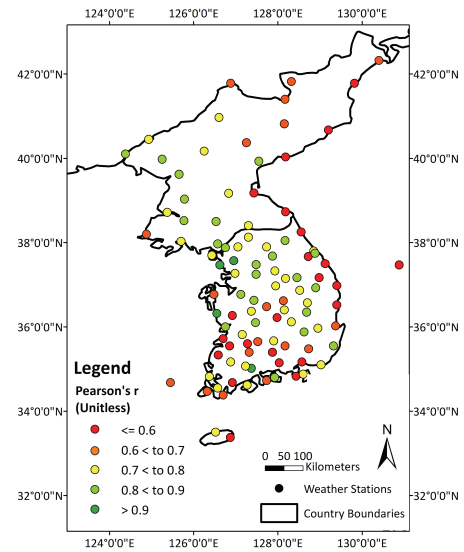 124°0'0"E 126°0'0"E 128°0'0"E 130°0'0"E
42°0'0"N 42°0'0"N
40°0'0"N 40°0'0"N
38°0'0"N 38°0'0"N
36°0'0"N 36°0'0"N
34°0'0"N 34°0'0"N
32°0'0"N 32°0'0"N
Legend
Pearson's r
(Unitless)
<= 0.6
0.6 < to 0.7
0.7 < to 0.8
0.8 < to 0.9
> 0.9
N
0 50 100
Kilometers
Weather Stations
Country Boundaries
124°0'0"E 126°0'0"E 128°0'0"E 130°0'0"E